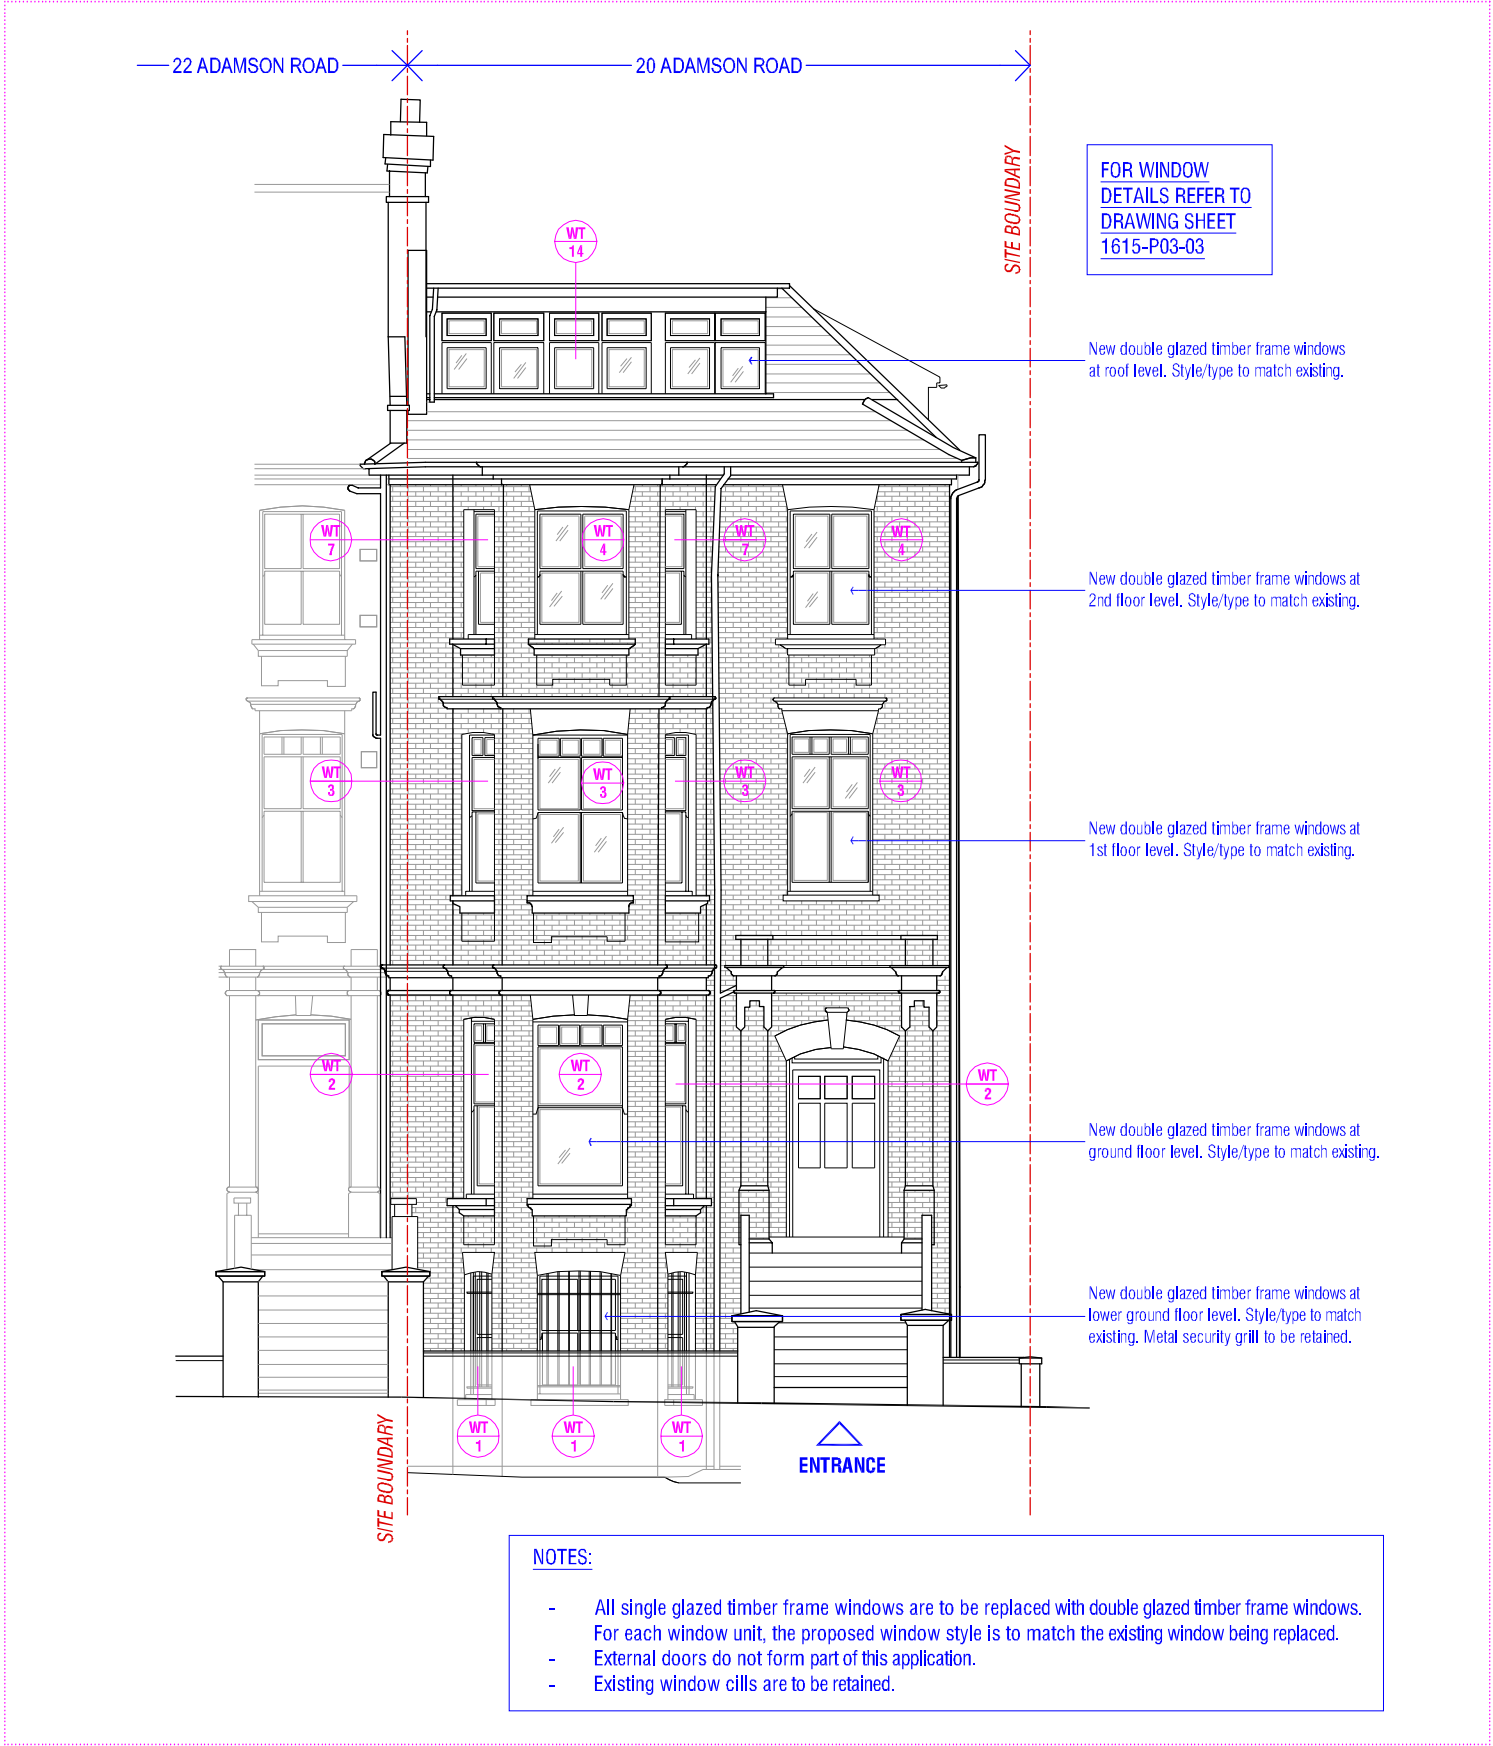 22 ADAMSON ROAD
20 ADAMSON ROAD
SITE BOUNDARY
FOR WINDOW
DETAILS REFER TO
DRAWING SHEET
1615-P03-03
WT
14
New double glazed timber frame windows
at roof level. Style/type to match existing.
WT
7
WT
4
WT
7
WT
4
New double glazed timber frame windows at
2nd floor level. Style/type to match existing.
WT
3
WT
3
WT
3
WT
3
New double glazed timber frame windows at
1st floor level. Style/type to match existing.
WT
2
WT
2
WT
2
New double glazed timber frame windows at
ground floor level. Style/type to match existing.
New double glazed timber frame windows at
lower ground floor level. Style/type to match
existing. Metal security grill to be retained.
WT
1
WT
1
WT
1
ENTRANCE
SITE BOUNDARY
NOTES:
- All single glazed timber frame windows are to be replaced with double glazed timber frame windows.
For each window unit, the proposed window style is to match the existing window being replaced.
- External doors do not form part of this application.
- Existing window cills are to be retained.